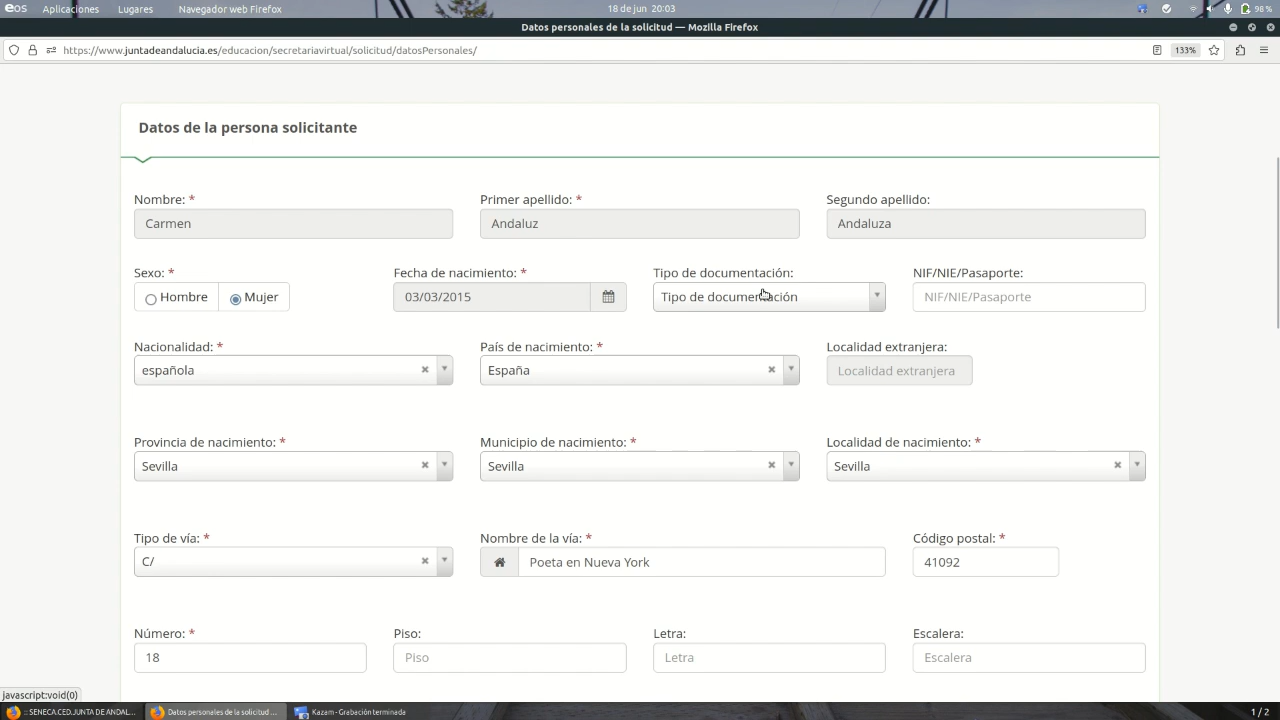 eos Aplicaciones Lugares Navegador web Firefox 18 de jun 20:03 98 %
Datos personales de la solicitud — Mozilla Firefox
https://www.juntadeandalucia.es/educacion/secretariavirtual/solicitud/datosPersonales/ 133%
Datos de la persona solicitante
Nombre: * Primer apellido: * Segundo apellido:
Carmen Andaluz Andaluza
Sexo: * Fecha de nacimiento: * Tipo de documentación: NIF/NIE/Pasaporte:
Hombre Mujer 03/03/2015 Tipo de documentación NIF/NIE/Pasaporte
Nacionalidad: * País de nacimiento: * Localidad extranjera:
española España Localidad extranjera
Provincia de nacimiento: * Municipio de nacimiento: * Localidad de nacimiento: *
Sevilla Sevilla Sevilla
Tipo de vía: * Nombre de la vía: * Código postal: *
C/ Poeta en Nueva York 41092
Número: * Piso: Letra: Escalera:
18 Piso Letra Escalera
javascript:void(0)
:: SENECA.CED.JUNTA DE ANDAL... Datos personales de la solicitud ... Kazam - Grabación terminada 1 / 2